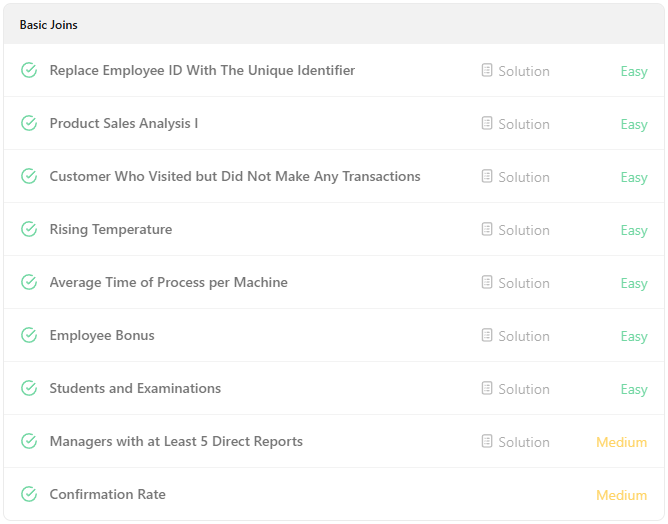 Basic Joins
Replace Employee ID With The Unique Identifier Solution Easy
Product Sales Analysis I Solution Easy
Customer Who Visited but Did Not Make Any Transactions Solution Easy
Rising Temperature Solution Easy
Average Time of Process per Machine Solution Easy
Employee Bonus Solution Easy
Students and Examinations Solution Easy
Managers with at Least 5 Direct Reports Solution Medium
Confirmation Rate Medium